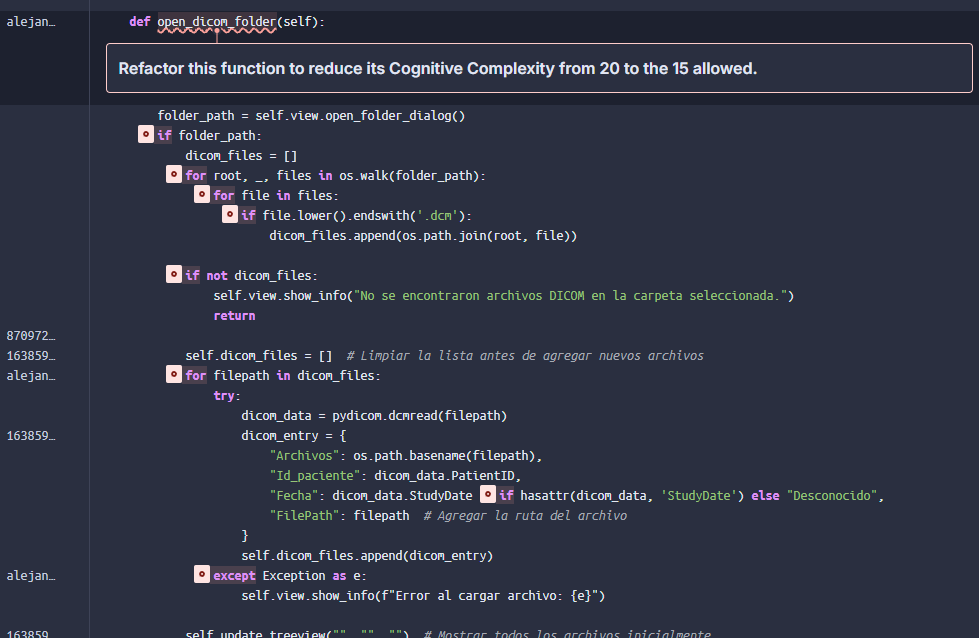 alejan… def open_dicom_folder(self):
Refactor this function to reduce its Cognitive Complexity from 20 to the 15 allowed.
folder_path = self.view.open_folder_dialog()
if folder_path:
dicom_files = []
for root, _, files in os.walk(folder_path):
for file in files:
if file.lower().endswith('.dcm'):
dicom_files.append(os.path.join(root, file))
if not dicom_files:
self.view.show_info("No se encontraron archivos DICOM en la carpeta seleccionada.")
return
870972…
163859… self.dicom_files = []  # Limpiar la lista antes de agregar nuevos archivos
alejan… for filepath in dicom_files:
try:
dicom_data = pydicom.dcmread(filepath)
163859… dicom_entry = {
"Archivos": os.path.basename(filepath),
"Id_paciente": dicom_data.PatientID,
"Fecha": dicom_data.StudyDate if hasattr(dicom_data, 'StudyDate') else "Desconocido",
"FilePath": filepath  # Agregar la ruta del archivo
}
self.dicom_files.append(dicom_entry)
alejan… except Exception as e:
self.view.show_info(f"Error al cargar archivo: {e}")
163859 self.update_treeview("", "", "")  # Mostrar todos los archivos inicialmente